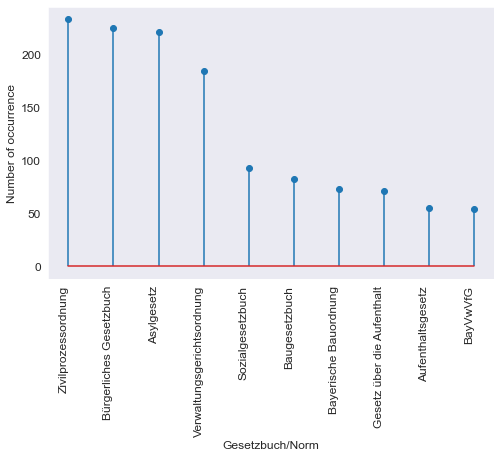 Number of occurrence
200
150
100
50
0
Zivilprozessordnung
Bürgerliches Gesetzbuch
Asylgesetz
Verwaltungsgerichtsordnung
Sozialgesetzbuch
Baugesetzbuch
Bayerische Bauordnung
Gesetz über die Aufenthalt
Aufenthaltsgesetz
BayVwVfG
Gesetzbuch/Norm